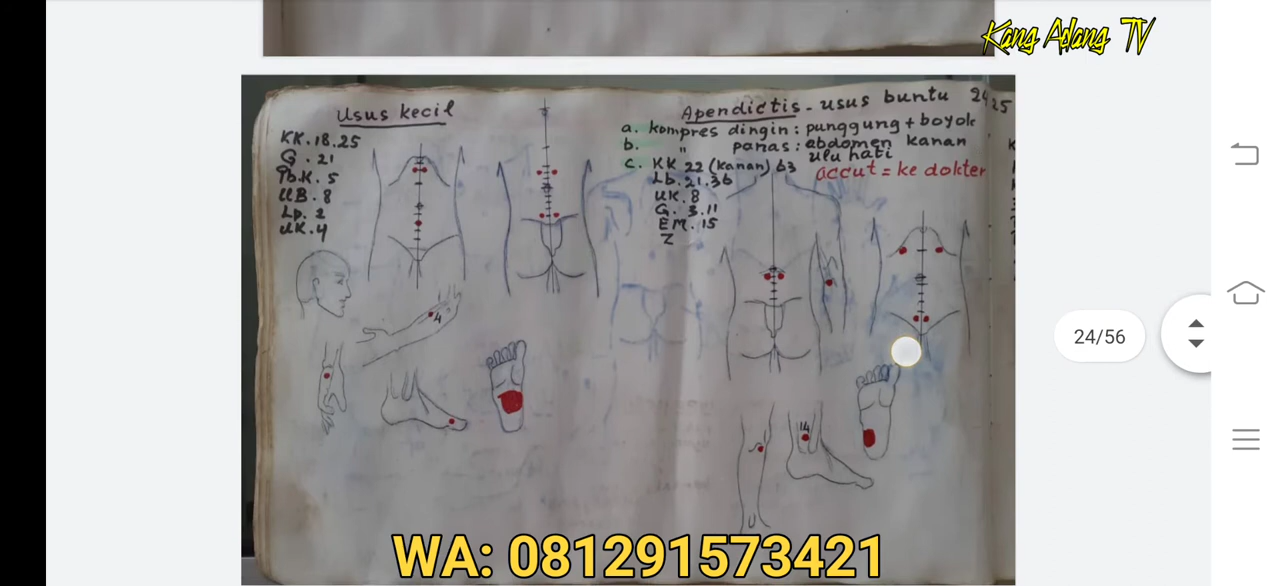 Kang Adang TV
Usus kecil
KK.18.25
G. 21
Pb.K. 5
UB. 8
Lp. 2
UK. 4
4
Apendictis - usus buntu 24
25
a. kompres dingin: punggung + boyok
b. " panas: abdomen kanan
ulu hati
c. KK 22 (kanan) 63
accut = ke dokter
Lb. 21.36
UK. 8
G. 3.11
EM. 15
Z
14
24/56
WA: 081291573421